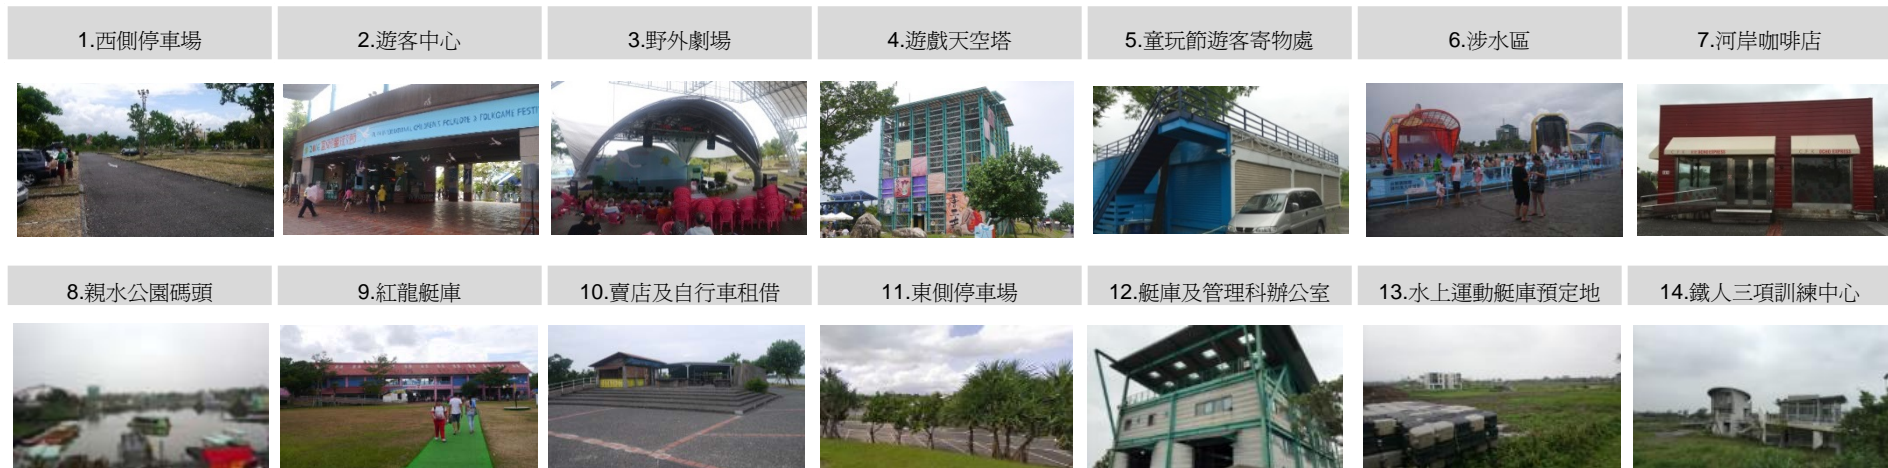 1.西側停車場
2.遊客中心
3.野外劇場
4.遊戲天空塔
5.童玩節遊客寄物處
6.涉水區
7.河岸咖啡店
8.親水公園碼頭
9.紅龍艇庫
10.賣店及自行車租借
11.東側停車場
12.艇庫及管理科辦公室
13.水上運動艇庫預定地
14.鐵人三項訓練中心